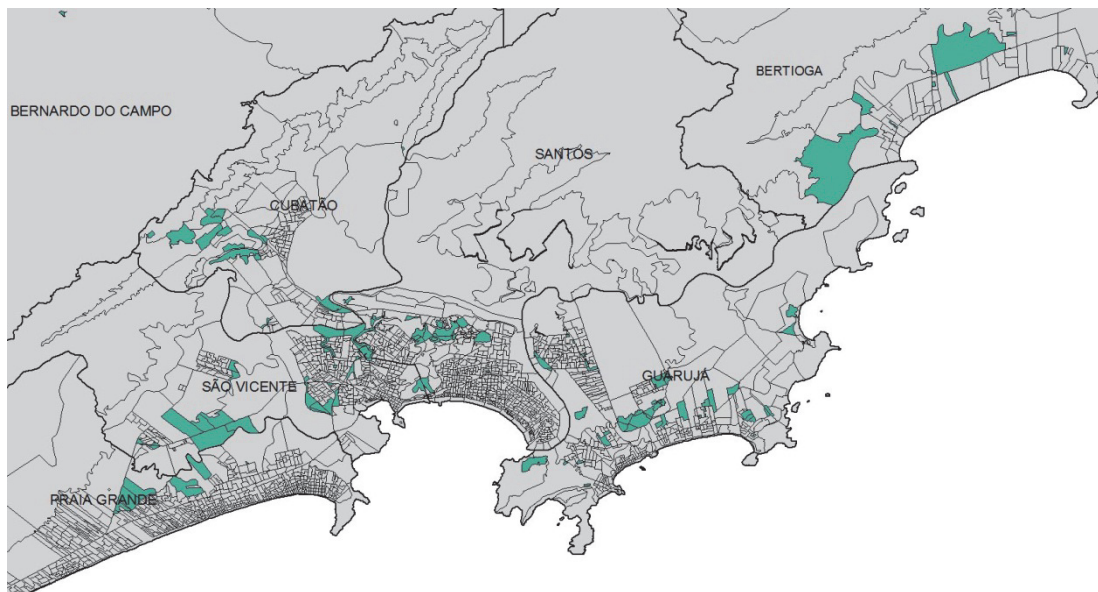 BERTIOGA
BERNARDO DO CAMPO
SANTOS
CUBATÃO
GUARUJÁ
SÃO VICENTE
PRAIA GRANDE